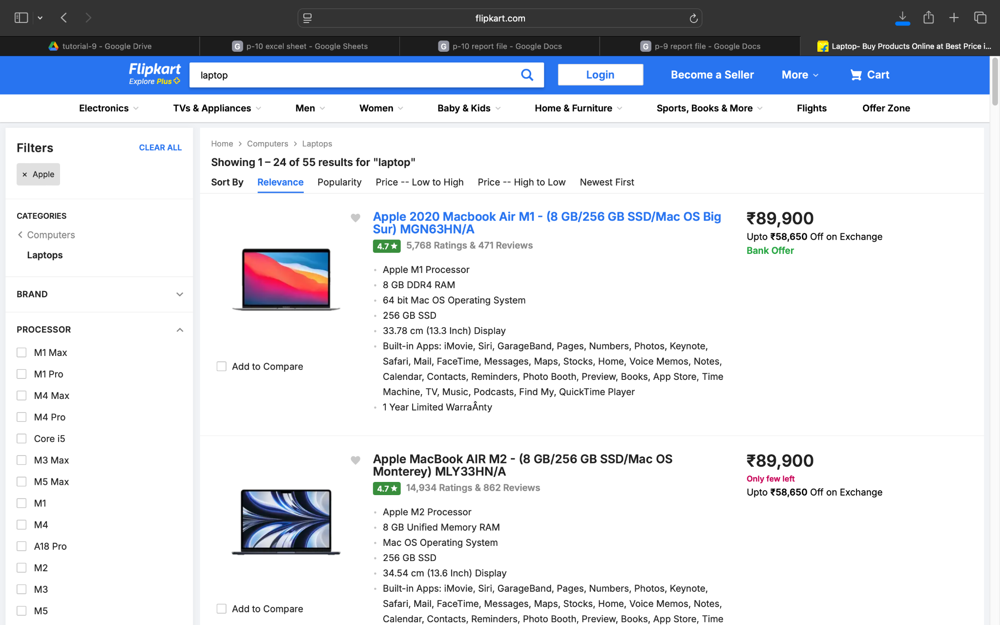 flipkart.com
tutorial-9 - Google Drive
G p-10 excel sheet - Google Sheets
G p-10 report file - Google Docs
G p-9 report file - Google Docs
Laptop- Buy Products Online at Best Price i...
Flipkart
Explore Plus
laptop
Login
Become a Seller
More
Cart
Electronics
TVs & Appliances
Men
Women
Baby & Kids
Home & Furniture
Sports, Books & More
Flights
Offer Zone
Filters
CLEAR ALL
× Apple
CATEGORIES
Computers
Laptops
BRAND
PROCESSOR
M1 Max
M1 Pro
M4 Max
M4 Pro
Core i5
M3 Max
M5 Max
M1
M4
A18 Pro
M2
M3
M5
Home > Computers > Laptops
Showing 1 – 24 of 55 results for "laptop"
Sort By Relevance Popularity Price -- Low to High Price -- High to Low Newest First
Apple 2020 Macbook Air M1 - (8 GB/256 GB SSD/Mac OS Big
Sur) MGN63HN/A
4.7★ 5,768 Ratings & 471 Reviews
Apple M1 Processor
8 GB DDR4 RAM
64 bit Mac OS Operating System
256 GB SSD
33.78 cm (13.3 Inch) Display
Built-in Apps: iMovie, Siri, GarageBand, Pages, Numbers, Photos, Keynote,
Safari, Mail, FaceTime, Messages, Maps, Stocks, Home, Voice Memos, Notes,
Calendar, Contacts, Reminders, Photo Booth, Preview, Books, App Store, Time
Machine, TV, Music, Podcasts, Find My, QuickTime Player
1 Year Limited WarraÂnty
Add to Compare
₹89,900
Upto ₹58,650 Off on Exchange
Bank Offer
Apple MacBook AIR M2 - (8 GB/256 GB SSD/Mac OS
Monterey) MLY33HN/A
4.7★ 14,934 Ratings & 862 Reviews
Apple M2 Processor
8 GB Unified Memory RAM
Mac OS Operating System
256 GB SSD
34.54 cm (13.6 Inch) Display
Built-in Apps: iMovie, Siri, GarageBand, Pages, Numbers, Photos, Keynote,
Safari, Mail, FaceTime, Messages, Maps, Stocks, Home, Voice Memos, Notes,
Calendar, Contacts, Reminders, Photo Booth, Preview, Books, App Store, Time
Add to Compare
₹89,900
Only few left
Upto ₹58,650 Off on Exchange